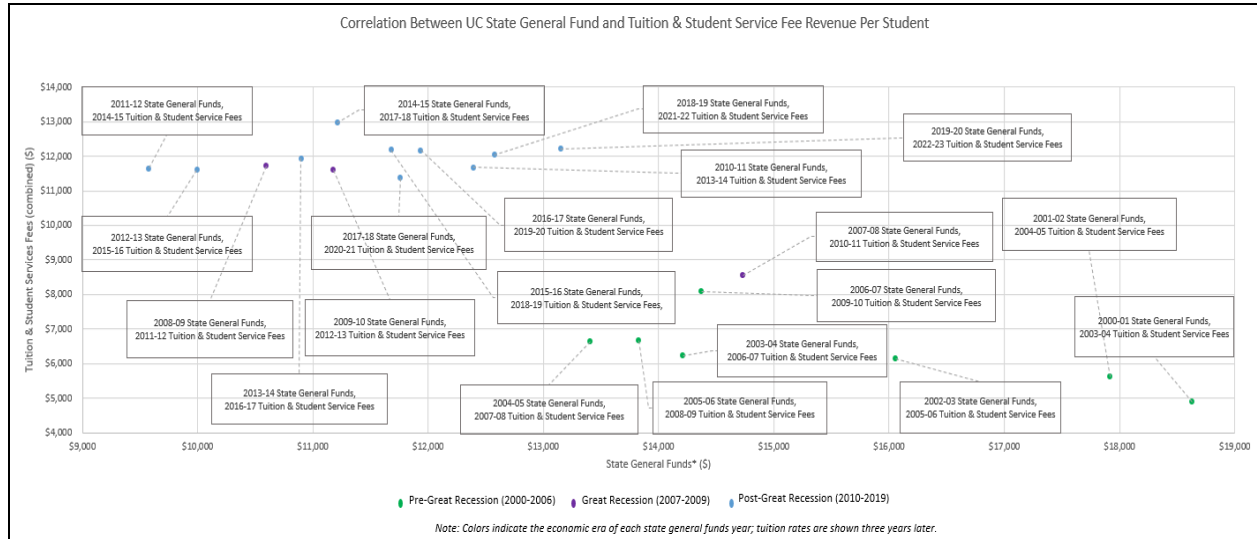 Correlation Between UC State General Fund and Tuition & Student Service Fee Revenue Per Student
Tuition & Student Services Fees (combined) ($)
$14,000
$13,000
$12,000
$11,000
$10,000
$9,000
$8,000
$7,000
$6,000
$5,000
$4,000
2011-12 State General Funds,
2014-15 Tuition & Student Service Fees
2014-15 State General Funds,
2017-18 Tuition & Student Service Fees
2018-19 State General Funds,
2021-22 Tuition & Student Service Fees
2019-20 State General Funds,
2022-23 Tuition & Student Service Fees
2010-11 State General Funds,
2013-14 Tuition & Student Service Fees
2012-13 State General Funds,
2015-16 Tuition & Student Service Fees
2017-18 State General Funds,
2020-21 Tuition & Student Service Fees
2016-17 State General Funds,
2019-20 Tuition & Student Service Fees
2007-08 State General Funds,
2010-11 Tuition & Student Service Fees
2001-02 State General Funds,
2004-05 Tuition & Student Service Fees
2015-16 State General Funds,
2018-19 Tuition & Student Service Fees,
2006-07 State General Funds,
2009-10 Tuition & Student Service Fees
2008-09 State General Funds,
2011-12 Tuition & Student Service Fees
2009-10 State General Funds,
2012-13 Tuition & Student Service Fees
2000-01 State General Funds,
2003-04 Tuition & Student Service Fees
2003-04 State General Funds,
2006-07 Tuition & Student Service Fees
2013-14 State General Funds,
2016-17 Tuition & Student Service Fees
2004-05 State General Funds,
2007-08 Tuition & Student Service Fees
2005-06 State General Funds,
2008-09 Tuition & Student Service Fees
2002-03 State General Funds,
2005-06 Tuition & Student Service Fees
$9,000 $10,000 $11,000 $12,000 $13,000 $14,000 $15,000 $16,000 $17,000 $18,000 $19,000
State General Funds* ($)
Pre-Great Recession (2000-2006) Great Recession (2007-2009) Post-Great Recession (2010-2019)
Note: Colors indicate the economic era of each state general funds year; tuition rates are shown three years later.